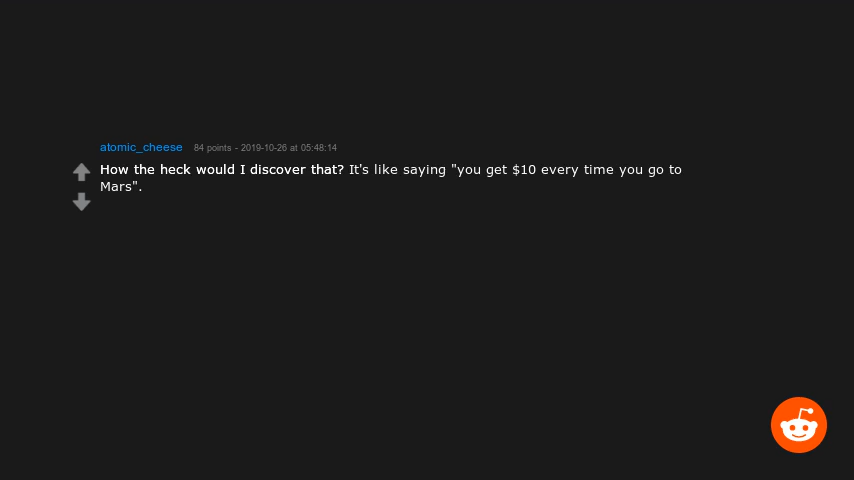 atomic_cheese 84 points - 2019-10-26 at 05:48:14
How the heck would I discover that? It's like saying "you get $10 every time you go to
Mars".